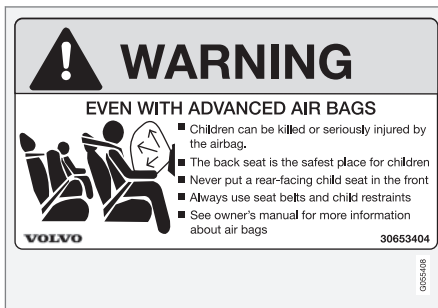 WARNING
EVEN WITH ADVANCED AIR BAGS
■ Children can be killed or seriously injured by
the airbag.
■ The back seat is the safest place for children
■ Never put a rear-facing child seat in the front
■ Always use seat belts and child restraints
■ See owner's manual for more information
about air bags
VOLVO
30653404
G055408